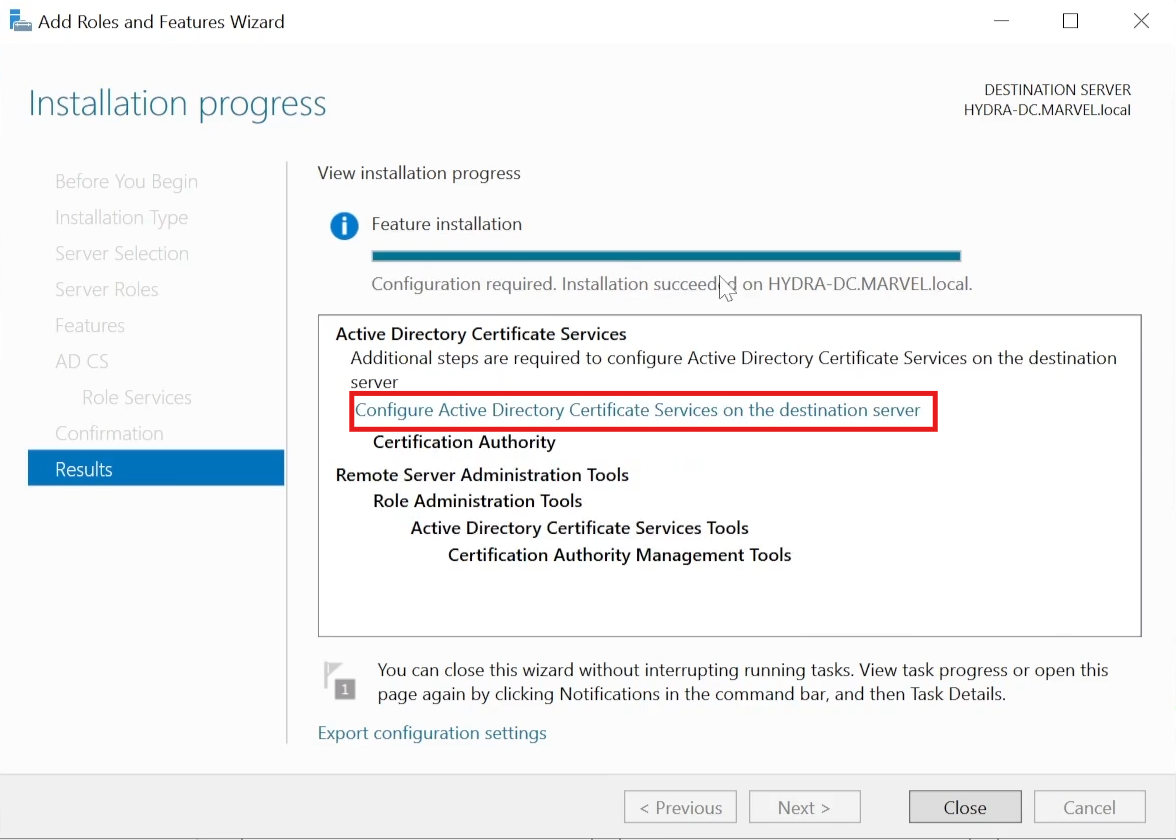 Add Roles and Features Wizard
Installation progress
DESTINATION SERVER
HYDRA-DC.MARVEL.local
Before You Begin
Installation Type
Server Selection
Server Roles
Features
AD CS
Role Services
Confirmation
Results
View installation progress
Feature installation
Configuration required. Installation succeeded on HYDRA-DC.MARVEL.local.
Active Directory Certificate Services
Additional steps are required to configure Active Directory Certificate Services on the destination
server
Configure Active Directory Certificate Services on the destination server
Certification Authority
Remote Server Administration Tools
Role Administration Tools
Active Directory Certificate Services Tools
Certification Authority Management Tools
1
You can close this wizard without interrupting running tasks. View task progress or open this
page again by clicking Notifications in the command bar, and then Task Details.
Export configuration settings
< Previous
Next >
Close
Cancel